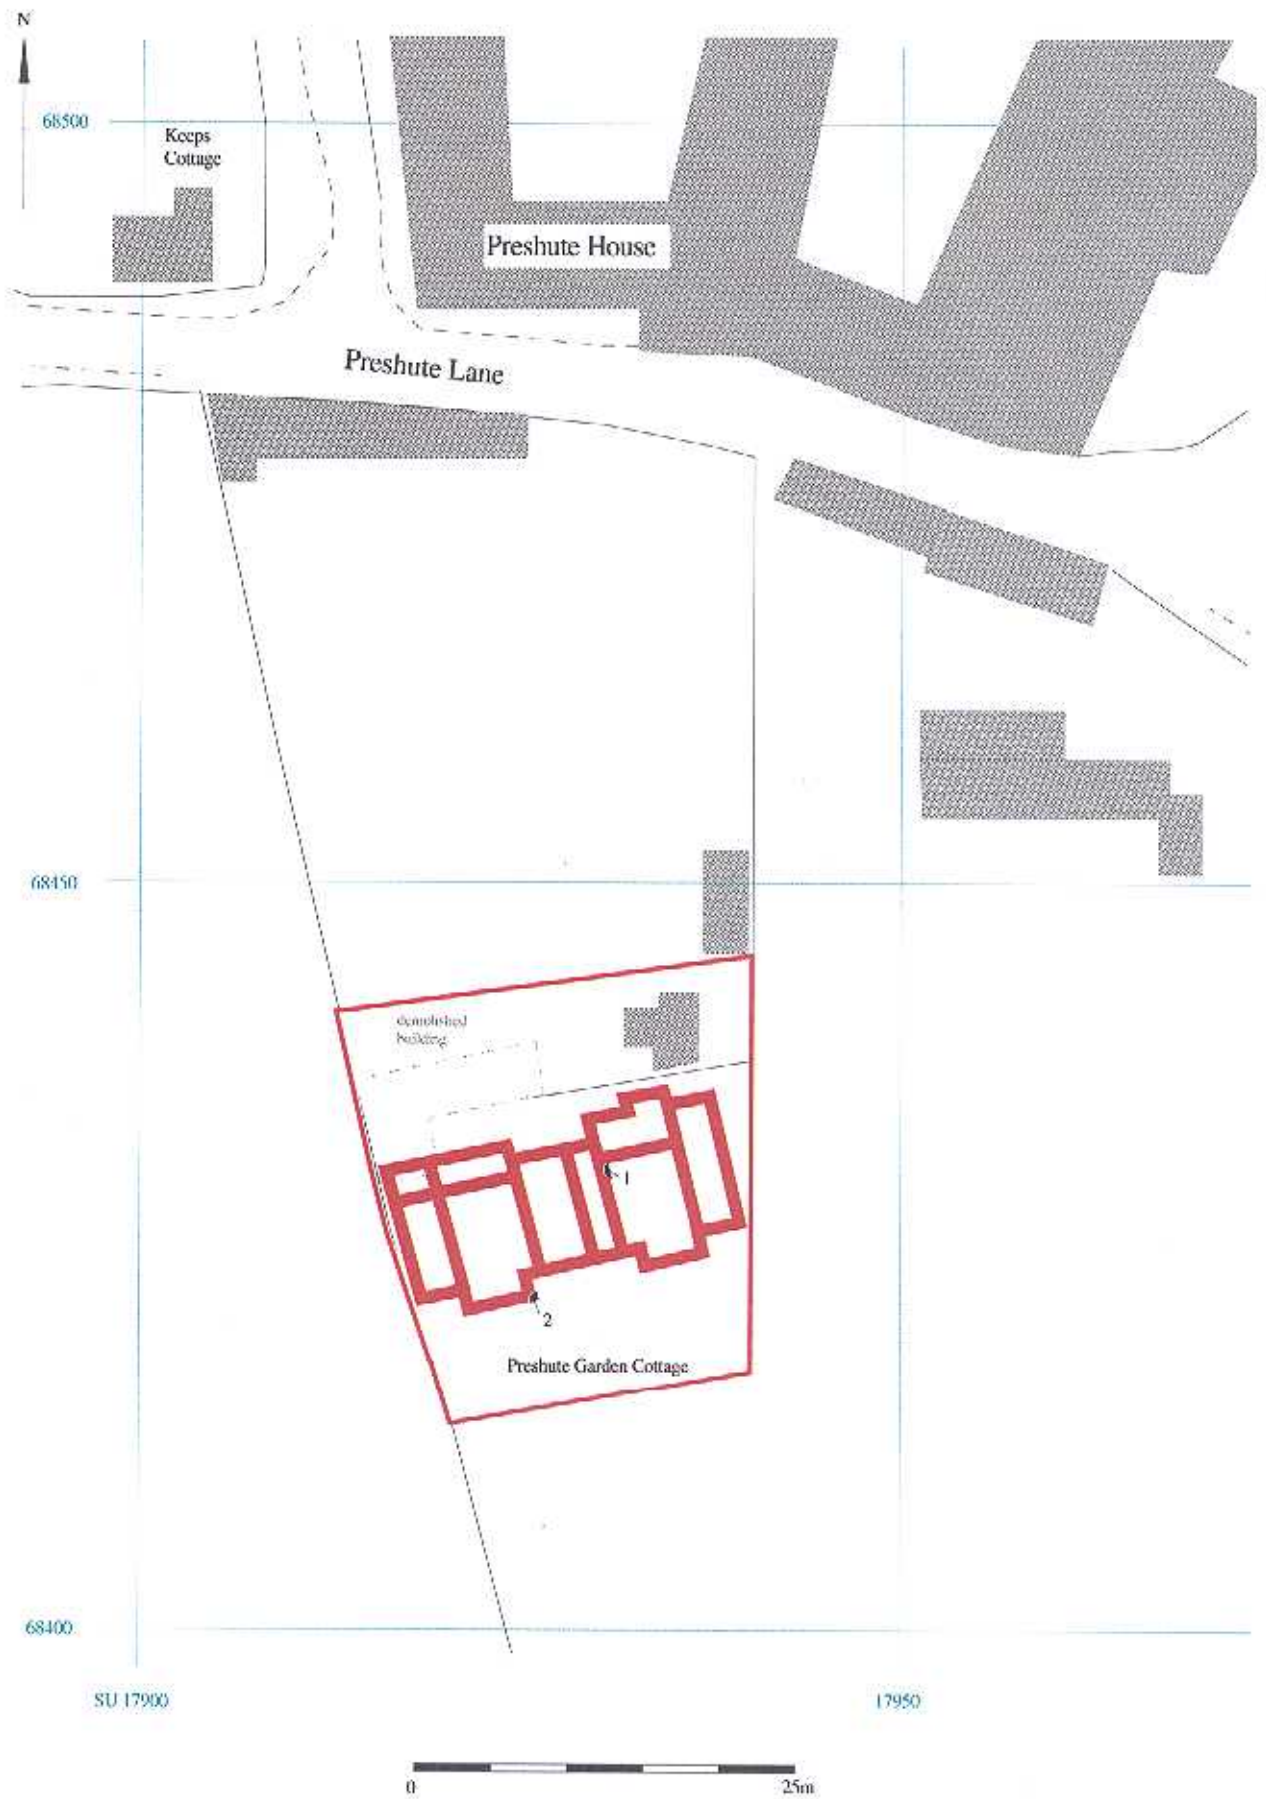 N
68500
Keeps
Cottage
Preshute House
Preshute Lane
68450
demolished
building
1
2
Preshute Garden Cottage
68400
SU 17900
17950
0
25m